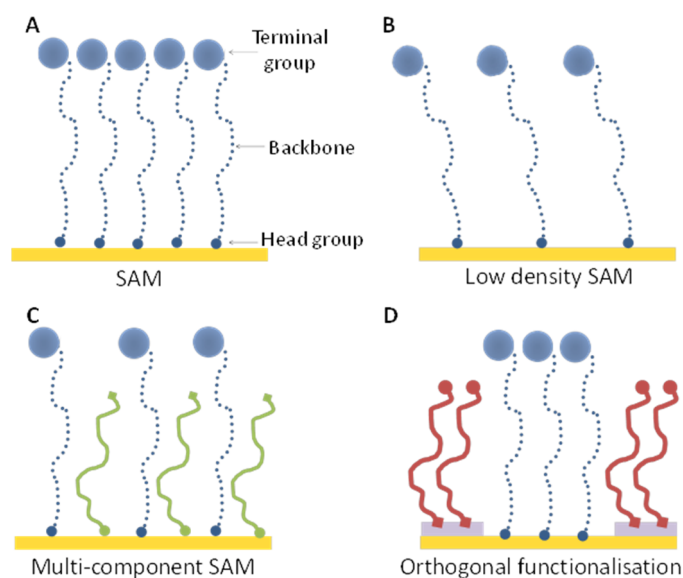 A
Terminal
group
Backbone
Head group
SAM
B
Low density SAM
C
Multi-component SAM
D
Orthogonal functionalisation